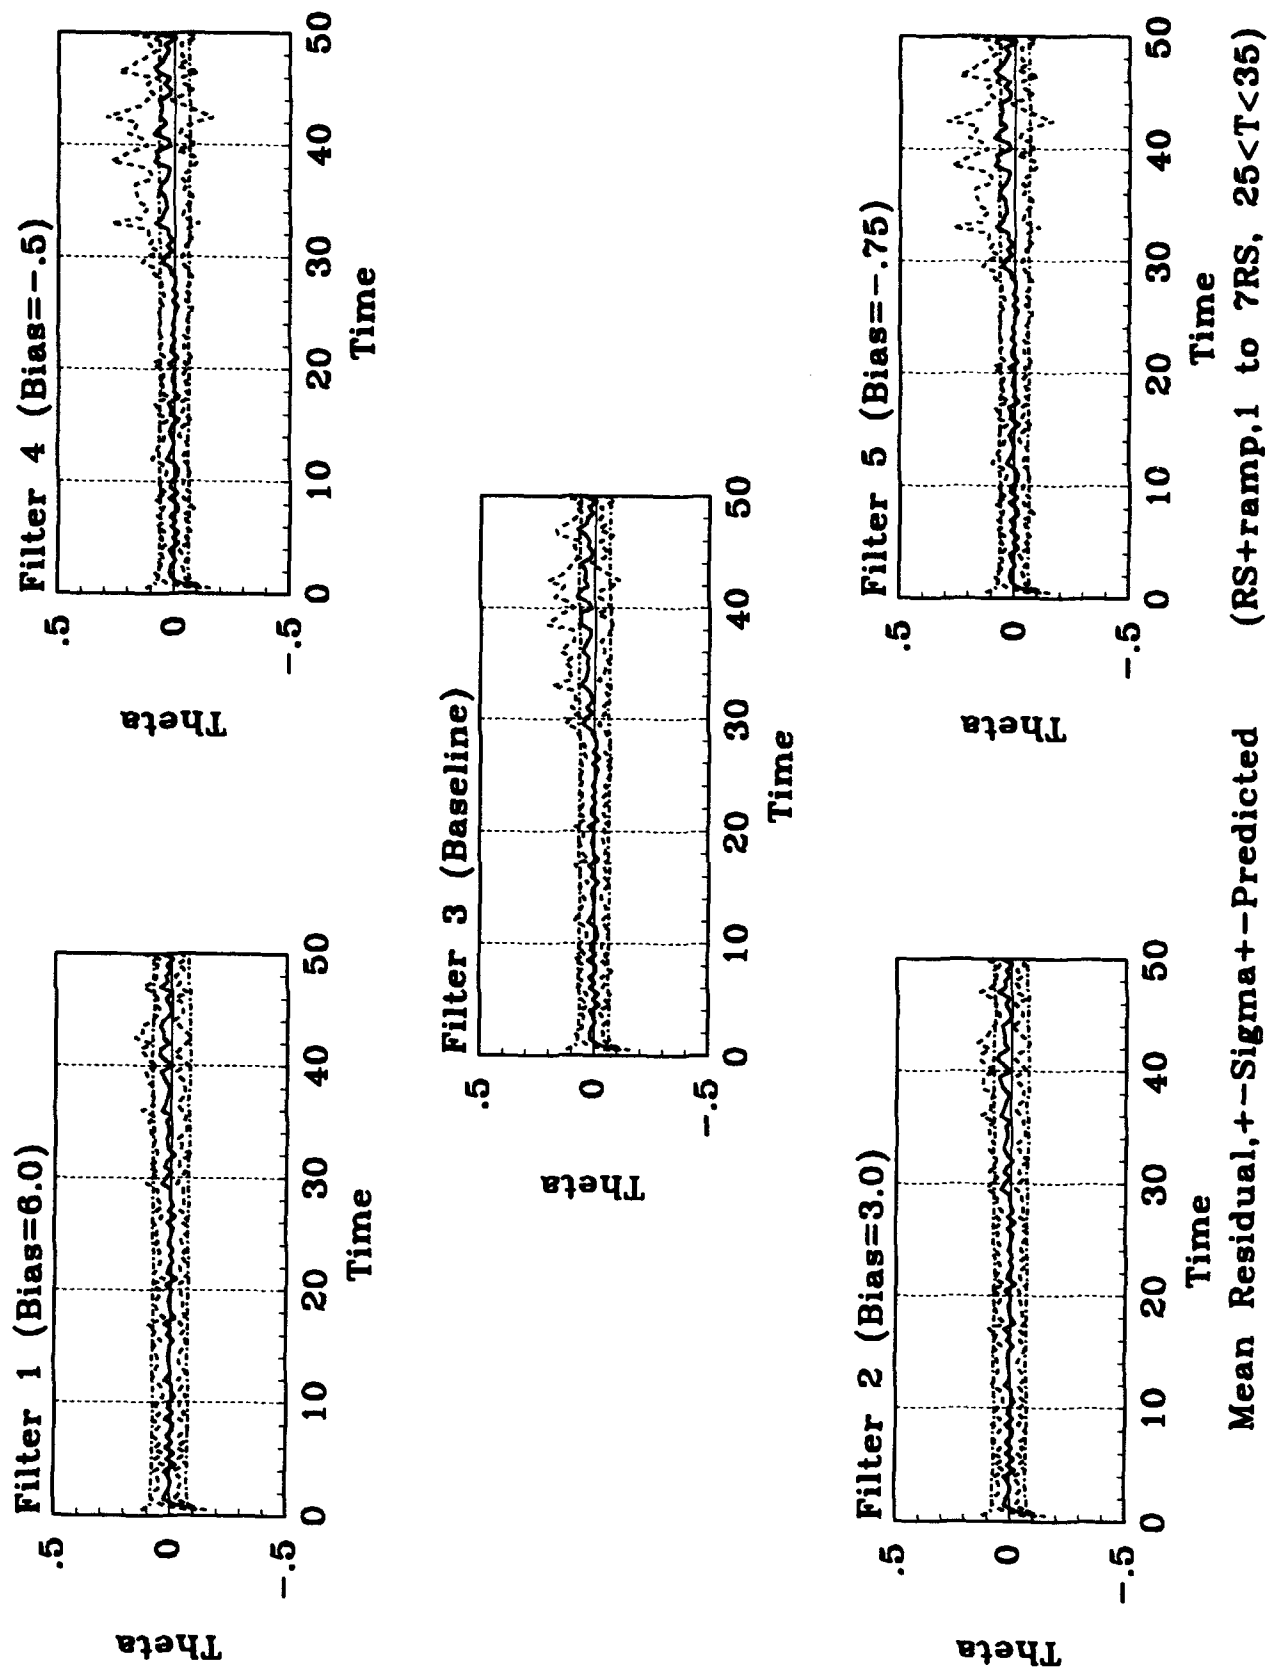 Filter 1 (Bias=6.0)
Theta
.5
0
-.5
0 10 20 30 40 50
Time
Filter 4 (Bias=-.5)
Theta
.5
0
-.5
0 10 20 30 40 50
Time
Filter 3 (Baseline)
Theta
.5
0
-.5
0 10 20 30 40 50
Time
Filter 2 (Bias=3.0)
Theta
.5
0
-.5
0 10 20 30 40 50
Time
Filter 5 (Bias=-.75)
Theta
.5
0
-.5
0 10 20 30 40 50
Time
Mean Residual,+-Sigma+-Predicted (RS+ramp,1 to 7RS, 25<T<35)